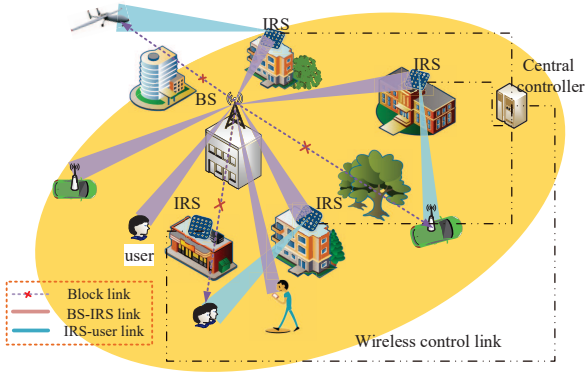 IRS
IRS
Central
controller
BS
IRS
IRS
user
Block link
BS-IRS link
IRS-user link
Wireless control link